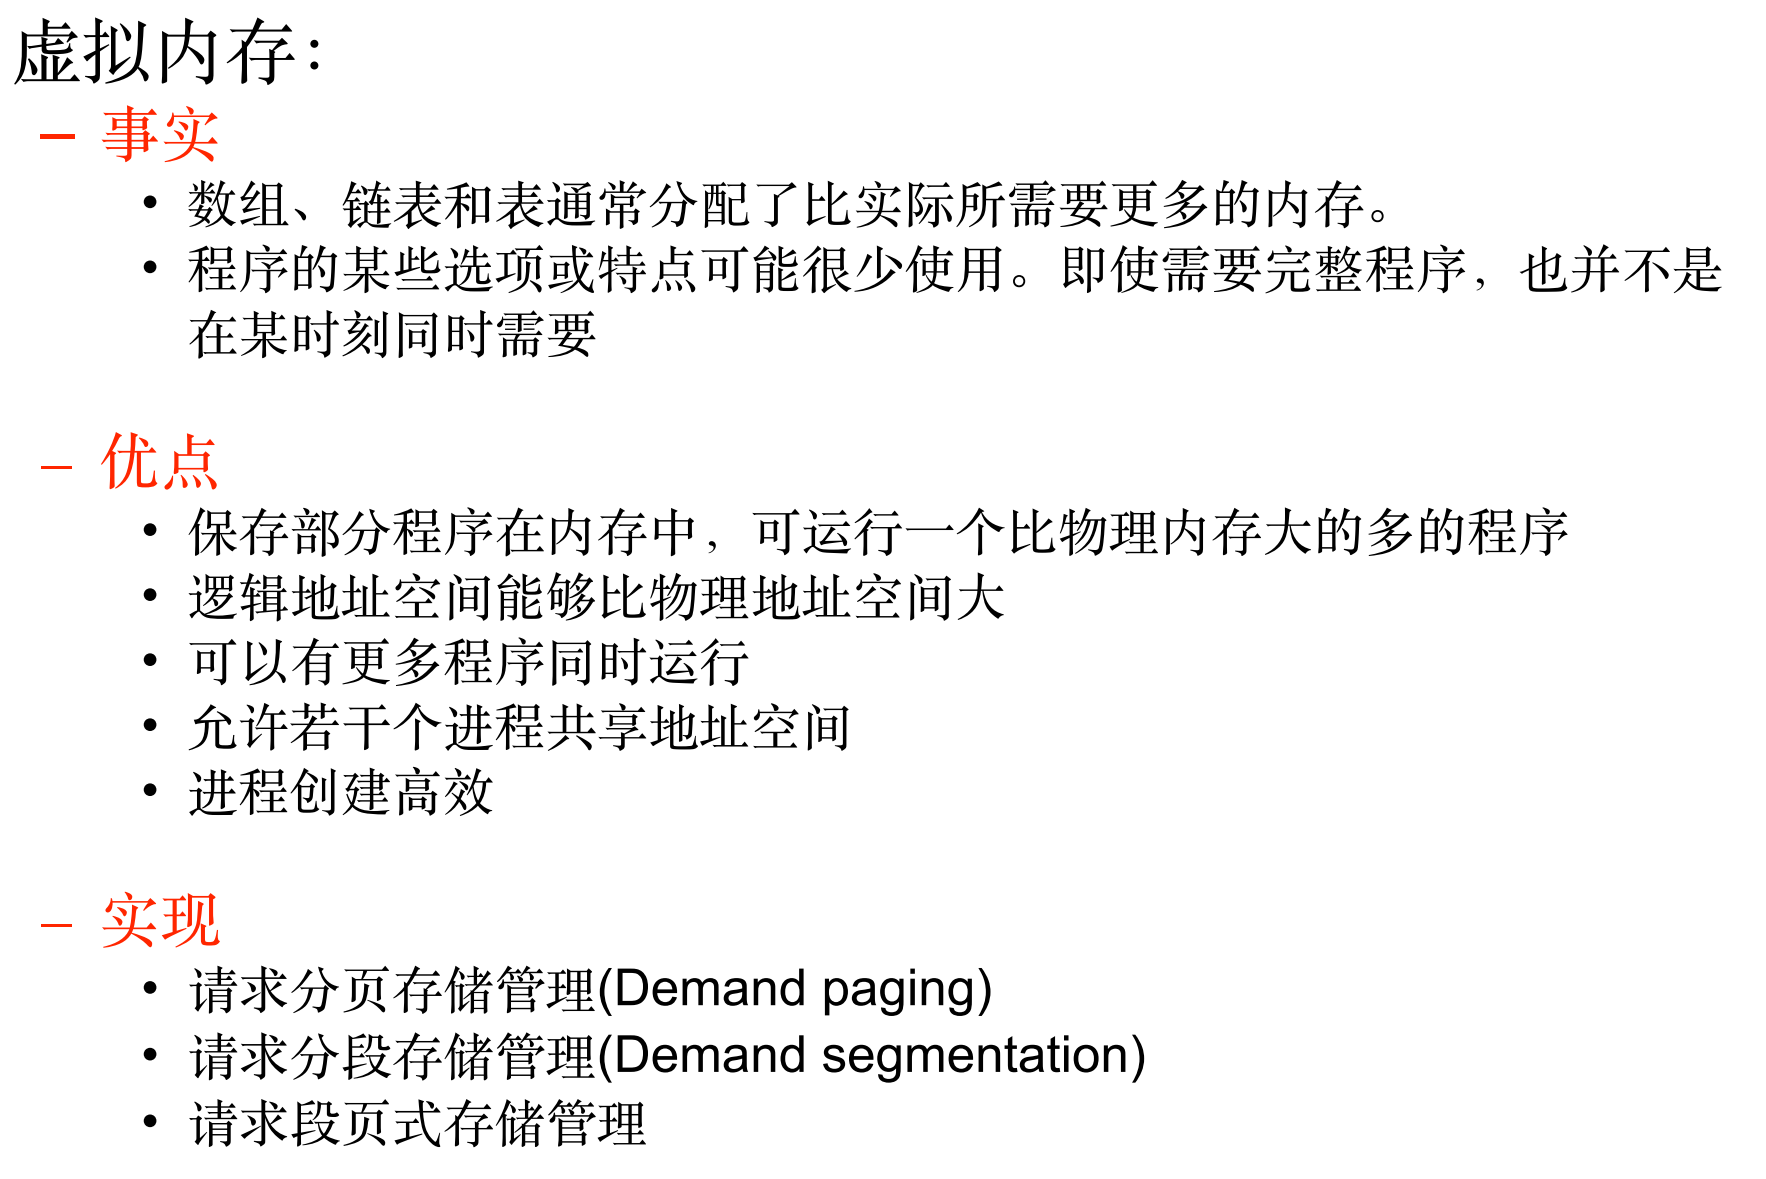 虚拟内存：
– 事实
• 数组、链表和表通常分配了比实际所需要更多的内存。
• 程序的某些选项或特点可能很少使用。即使需要完整程序，也并不是
在某时刻同时需要
– 优点
• 保存部分程序在内存中，可运行一个比物理内存大的多的程序
• 逻辑地址空间能够比物理地址空间大
• 可以有更多程序同时运行
• 允许若干个进程共享地址空间
• 进程创建高效
– 实现
• 请求分页存储管理(Demand paging)
• 请求分段存储管理(Demand segmentation)
• 请求段页式存储管理